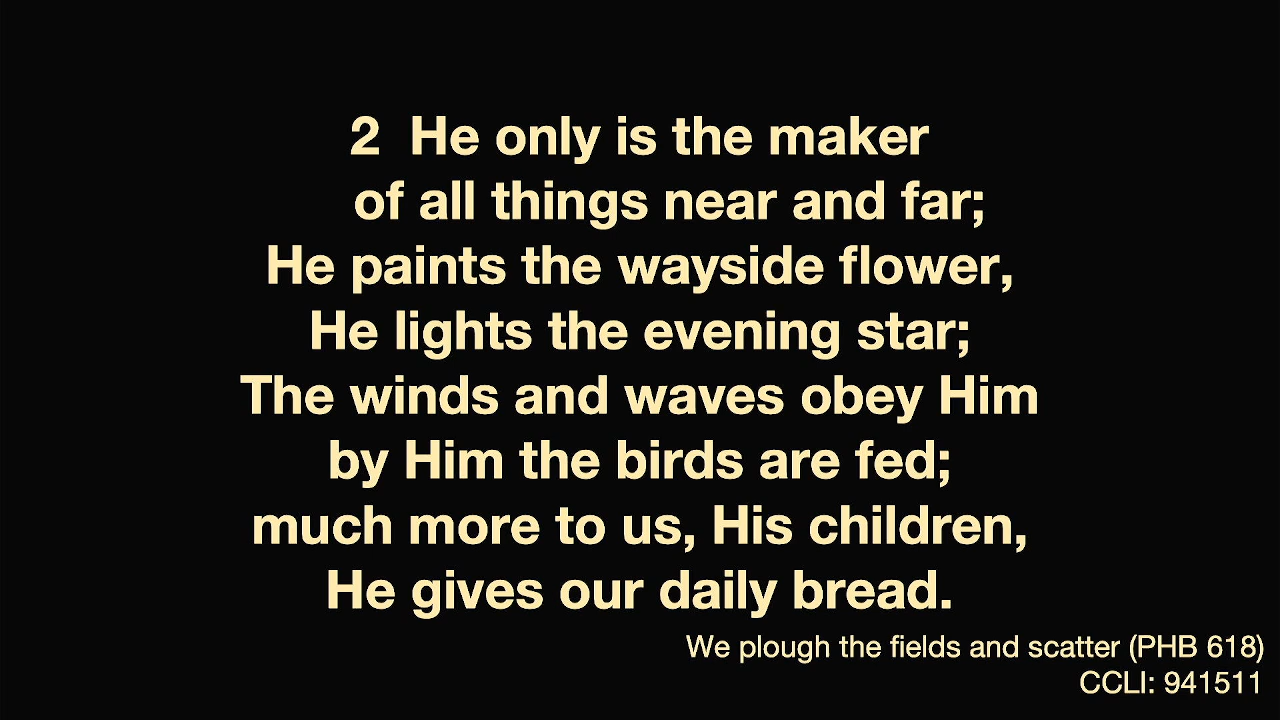 2 He only is the maker
of all things near and far;
He paints the wayside flower,
He lights the evening star;
The winds and waves obey Him
by Him the birds are fed;
much more to us, His children,
He gives our daily bread.
We plough the fields and scatter (PHB 618)
CCLI: 941511